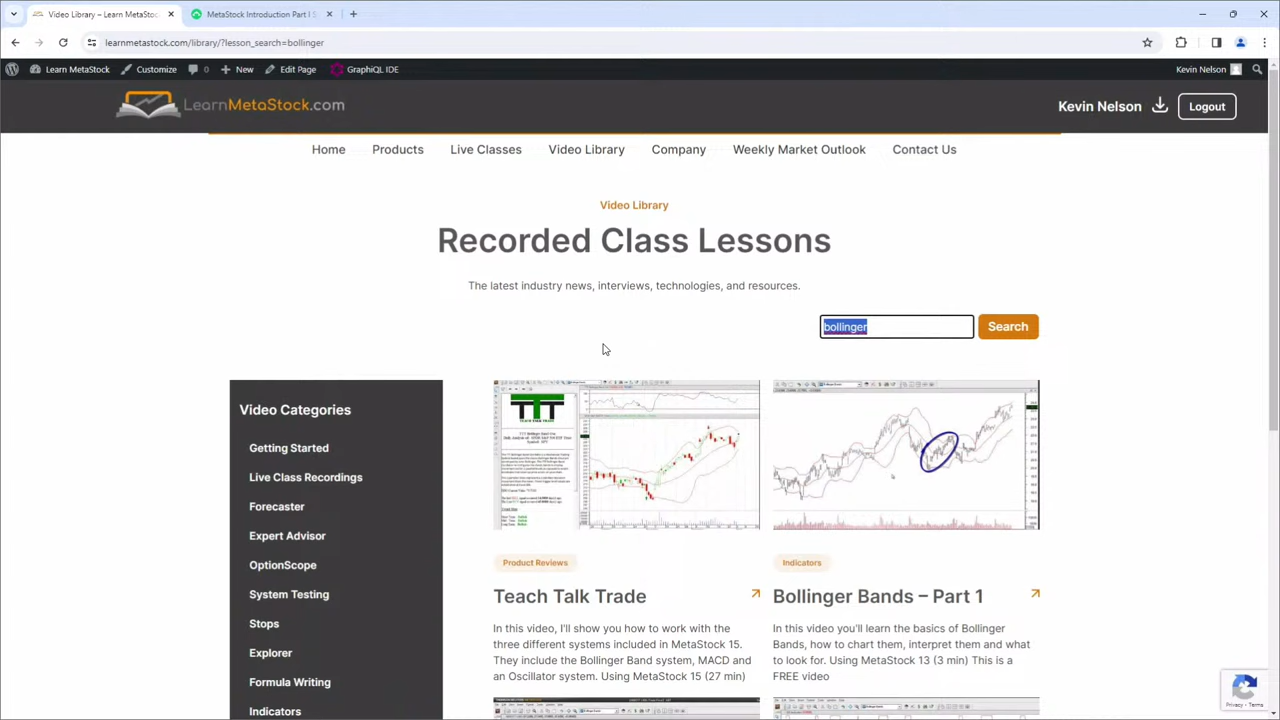 Video Library – Learn MetaStoc
MetaStock Introduction Part I S
learnmetastock.com/library/?lesson_search=bollinger
Learn MetaStock
Customize
0
New
Edit Page
GraphiQL IDE
Kevin Nelson
LearnMetaStock.com
Kevin Nelson
Logout
Home
Products
Live Classes
Video Library
Company
Weekly Market Outlook
Contact Us
Video Library
Recorded Class Lessons
The latest industry news, interviews, technologies, and resources.
bollinger
Search
Video Categories
Getting Started
Live Class Recordings
Forecaster
Expert Advisor
OptionScope
System Testing
Stops
Explorer
Formula Writing
Indicators
TTT
TEACH TALK TRADE
Product Reviews
Teach Talk Trade
In this video, I'll show you how to work with the
three different systems included in MetaStock 15.
They include the Bollinger Band system, MACD and
an Oscillator system. Using MetaStock 15 (27 min)
Indicators
Bollinger Bands – Part 1
In this video you'll learn the basics of Bollinger
Bands, how to chart them, interpret them and what
to look for. Using MetaStock 13 (3 min) This is a
FREE video
Privacy - Terms